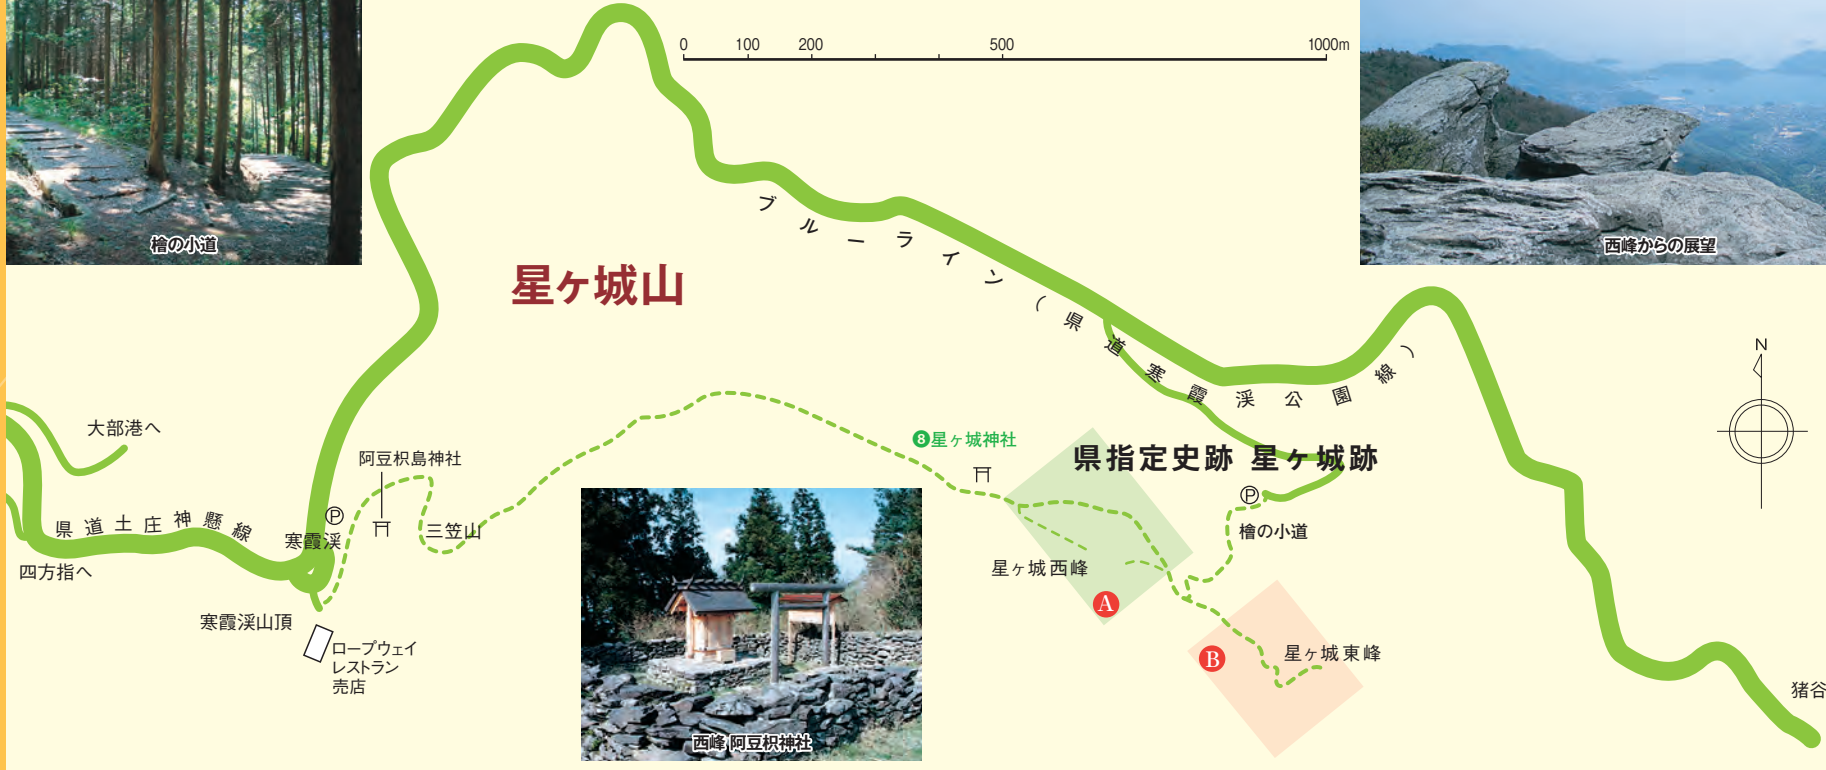 0 100 200 500 1000m
檜の小道
西峰からの展望
ブルーライン(県道寒霞渓公園線)
星ヶ城山
N
大部港へ
阿豆枳島神社
❽星ヶ城神社
県指定史跡 星ヶ城跡
P
P
県道土庄神懸線
寒霞渓
三笠山
檜の小道
四方指へ
星ヶ城西峰
A
寒霞渓山頂
ロープウェイ
レストラン
売店
B
星ヶ城東峰
猪谷
西峰 阿豆枳神社